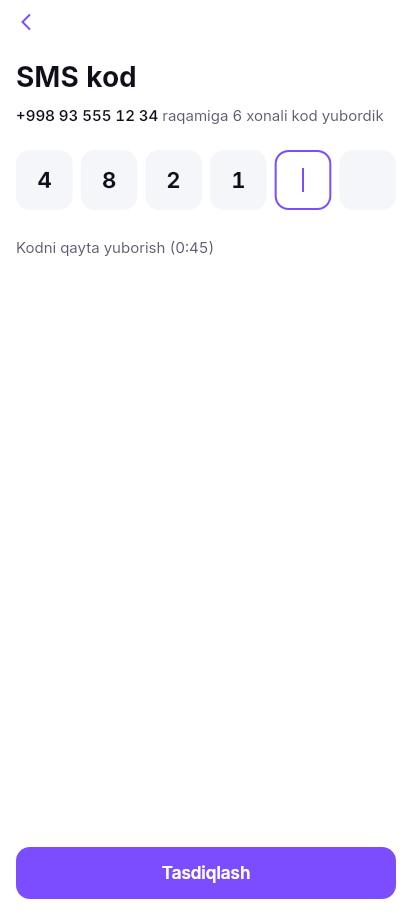 SMS kod
+998 93 555 12 34 raqamiga 6 xonali kod yubordik
4 8 2 1
Kodni qayta yuborish (0:45)
Tasdiqlash